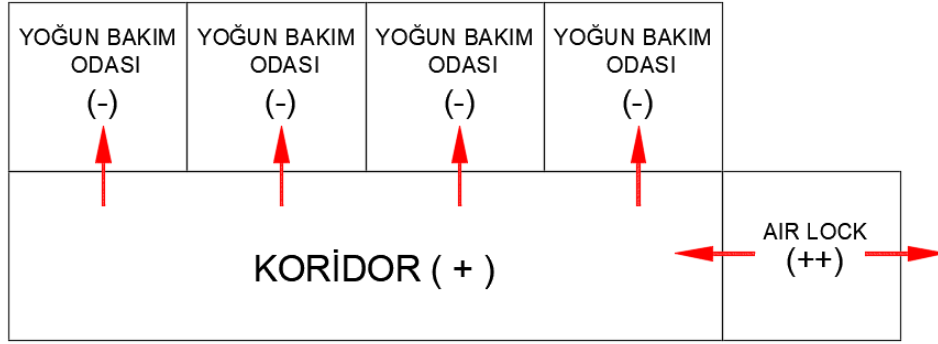 YOĞUN BAKIM
ODASI
(-)
YOĞUN BAKIM
ODASI
(-)
YOĞUN BAKIM
ODASI
(-)
YOĞUN BAKIM
ODASI
(-)
KORİDOR ( + )
AIR LOCK
(++)